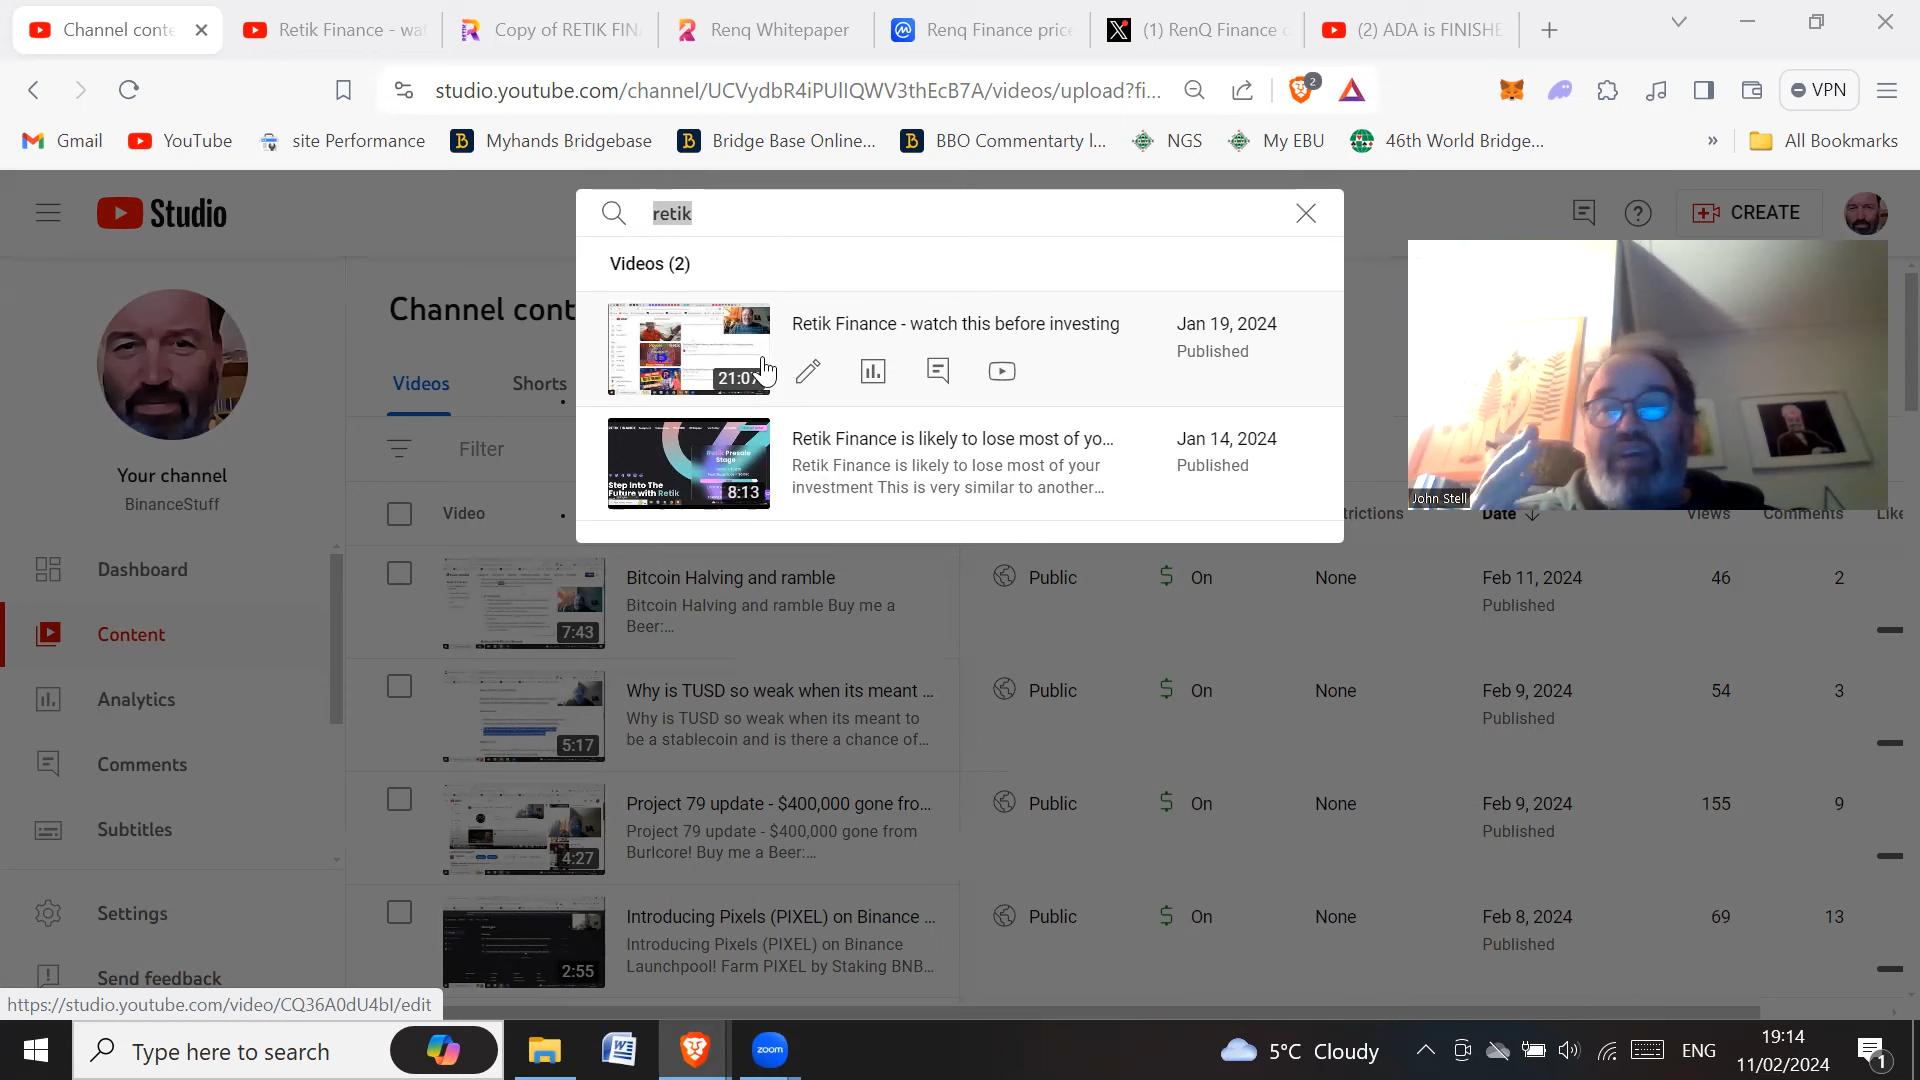 Channel conte
Retik Finance - wat
Copy of RETIK FIN
Renq Whitepaper
Renq Finance price
(1) RenQ Finance o
(2) ADA is FINISHE
studio.youtube.com/channel/UCVydbR4iPUlIQWV3thEcB7A/videos/upload?fi...
2
VPN
Gmail
YouTube
site Performance
Myhands Bridgebase
Bridge Base Online...
BBO Commentarty l...
NGS
My EBU
46th World Bridge...
» All Bookmarks
Studio
retik
CREATE
Videos (2)
Retik Finance - watch this before investing
Jan 19, 2024
Published
21:07
Retik Finance is likely to lose most of yo...
Retik Finance is likely to lose most of your
investment This is very similar to another...
Jan 14, 2024
Published
Retik Presale
Stage
Step Into The
Future with Retik
8:13
John Stell
Your channel
BinanceStuff
Dashboard
Content
Analytics
Comments
Subtitles
Settings
Send feedback
Channel cont
Videos
Shorts
Filter
Video
trictions
Date
Views
Comments
Like
7:43
Bitcoin Halving and ramble
Bitcoin Halving and ramble Buy me a
Beer:...
Public
On
None
Feb 11, 2024
Published
46
2
5:17
Why is TUSD so weak when its meant ...
Why is TUSD so weak when its meant to
be a stablecoin and is there a chance of...
Public
On
None
Feb 9, 2024
Published
54
3
4:27
Project 79 update - $400,000 gone fro...
Project 79 update - $400,000 gone from
Burlcore! Buy me a Beer:...
Public
On
None
Feb 9, 2024
Published
155
9
2:55
Introducing Pixels (PIXEL) on Binance ...
Introducing Pixels (PIXEL) on Binance
Launchpool! Farm PIXEL by Staking BNB...
Public
On
None
Feb 8, 2024
Published
69
13
https://studio.youtube.com/video/CQ36A0dU4bI/edit
Type here to search
zoom
5°C Cloudy
ENG
19:14
11/02/2024
1